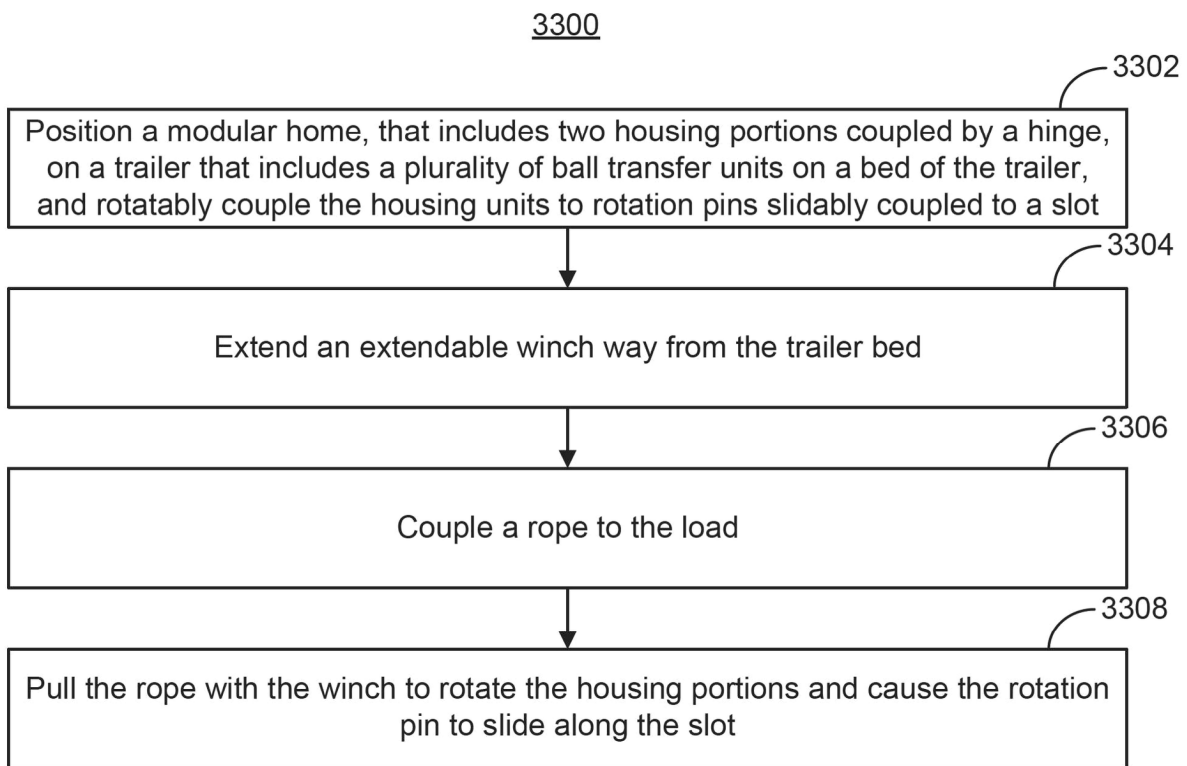 3300
3302
Position a modular home, that includes two housing portions coupled by a hinge,
on a trailer that includes a plurality of ball transfer units on a bed of the trailer,
and rotatably couple the housing units to rotation pins slidably coupled to a slot
3304
Extend an extendable winch way from the trailer bed
3306
Couple a rope to the load
3308
Pull the rope with the winch to rotate the housing portions and cause the rotation
pin to slide along the slot